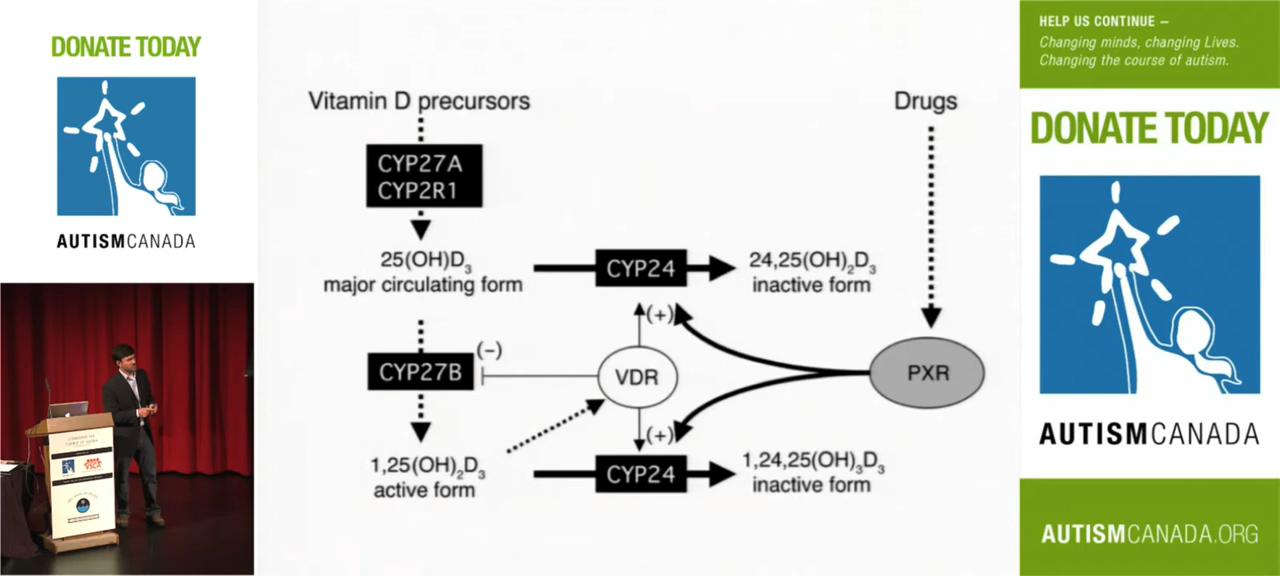 DONATE TODAY
AUTISMCANADA
Vitamin D precursors
CYP27A
CYP2R1
25(OH)D₃
major circulating form
CYP24
24,25(OH)₂D₃
inactive form
(+)
CYP27B
(−)
VDR
(+)
1,25(OH)₂D₃
active form
CYP24
1,24,25(OH)₃D₃
inactive form
Drugs
PXR
HELP US CONTINUE –
Changing minds, changing Lives.
Changing the course of autism.
DONATE TODAY
AUTISMCANADA
AUTISMCANADA.ORG